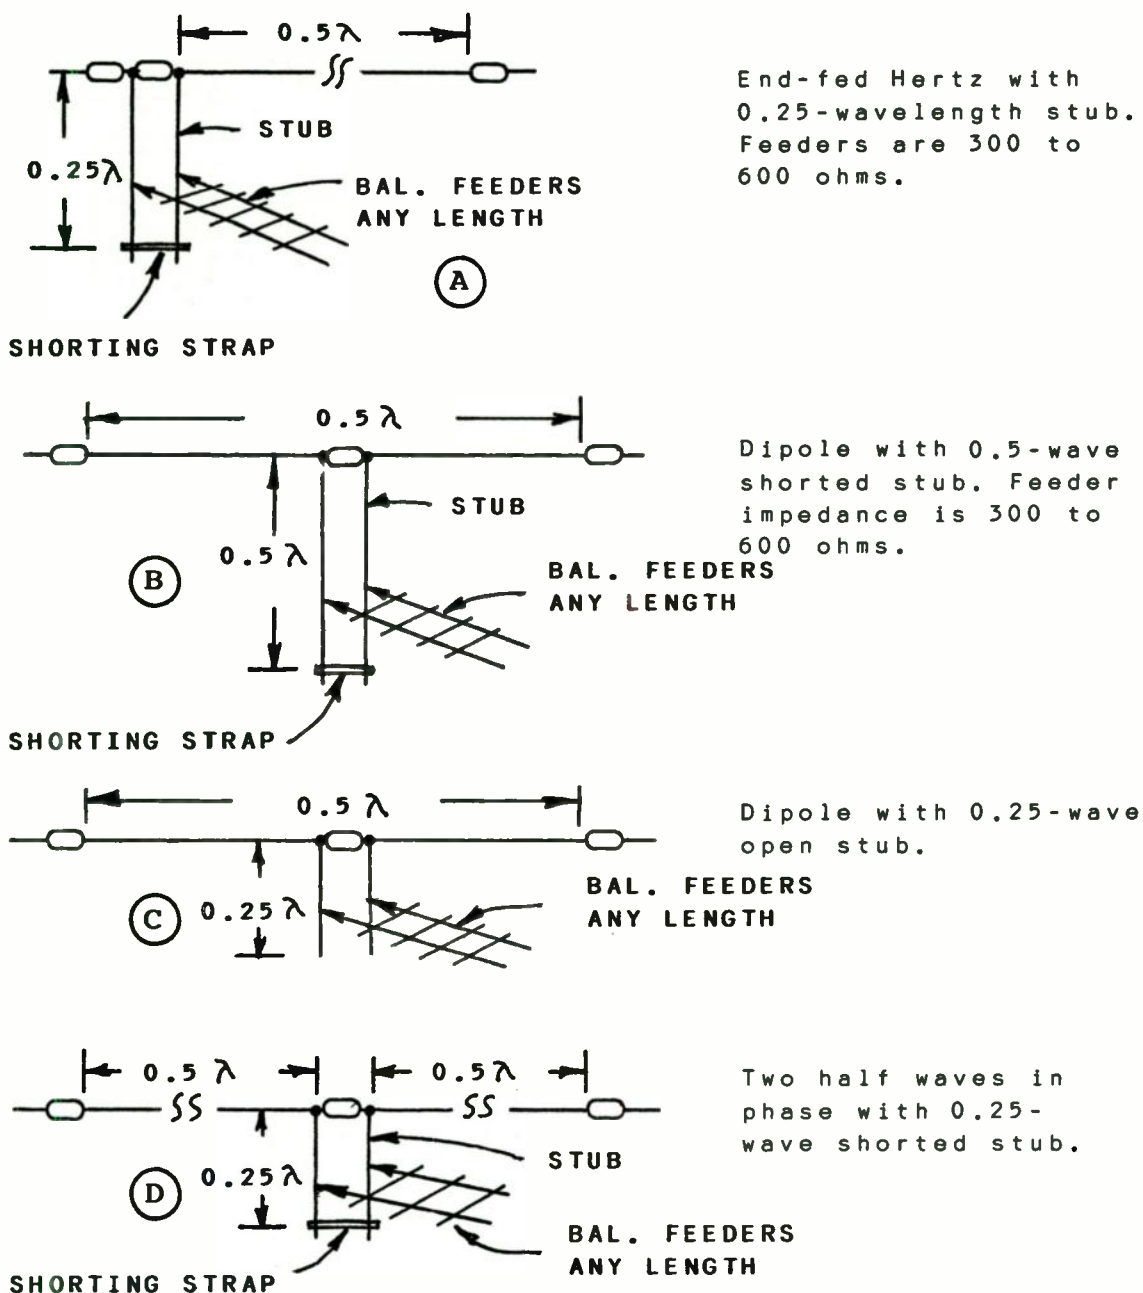 0.5λ
End-fed Hertz with
0.25-wavelength stub.
Feeders are 300 to
600 ohms.
STUB
0.25λ
BAL. FEEDERS
ANY LENGTH
A
SHORTING STRAP
0.5λ
Dipole with 0.5-wave
shorted stub. Feeder
impedance is 300 to
600 ohms.
STUB
0.5λ
B
BAL. FEEDERS
ANY LENGTH
SHORTING STRAP
0.5λ
Dipole with 0.25-wave
open stub.
C
0.25λ
BAL. FEEDERS
ANY LENGTH
0.5λ
0.5λ
Two half waves in
phase with 0.25-
wave shorted stub.
STUB
D
0.25λ
BAL. FEEDERS
ANY LENGTH
SHORTING STRAP